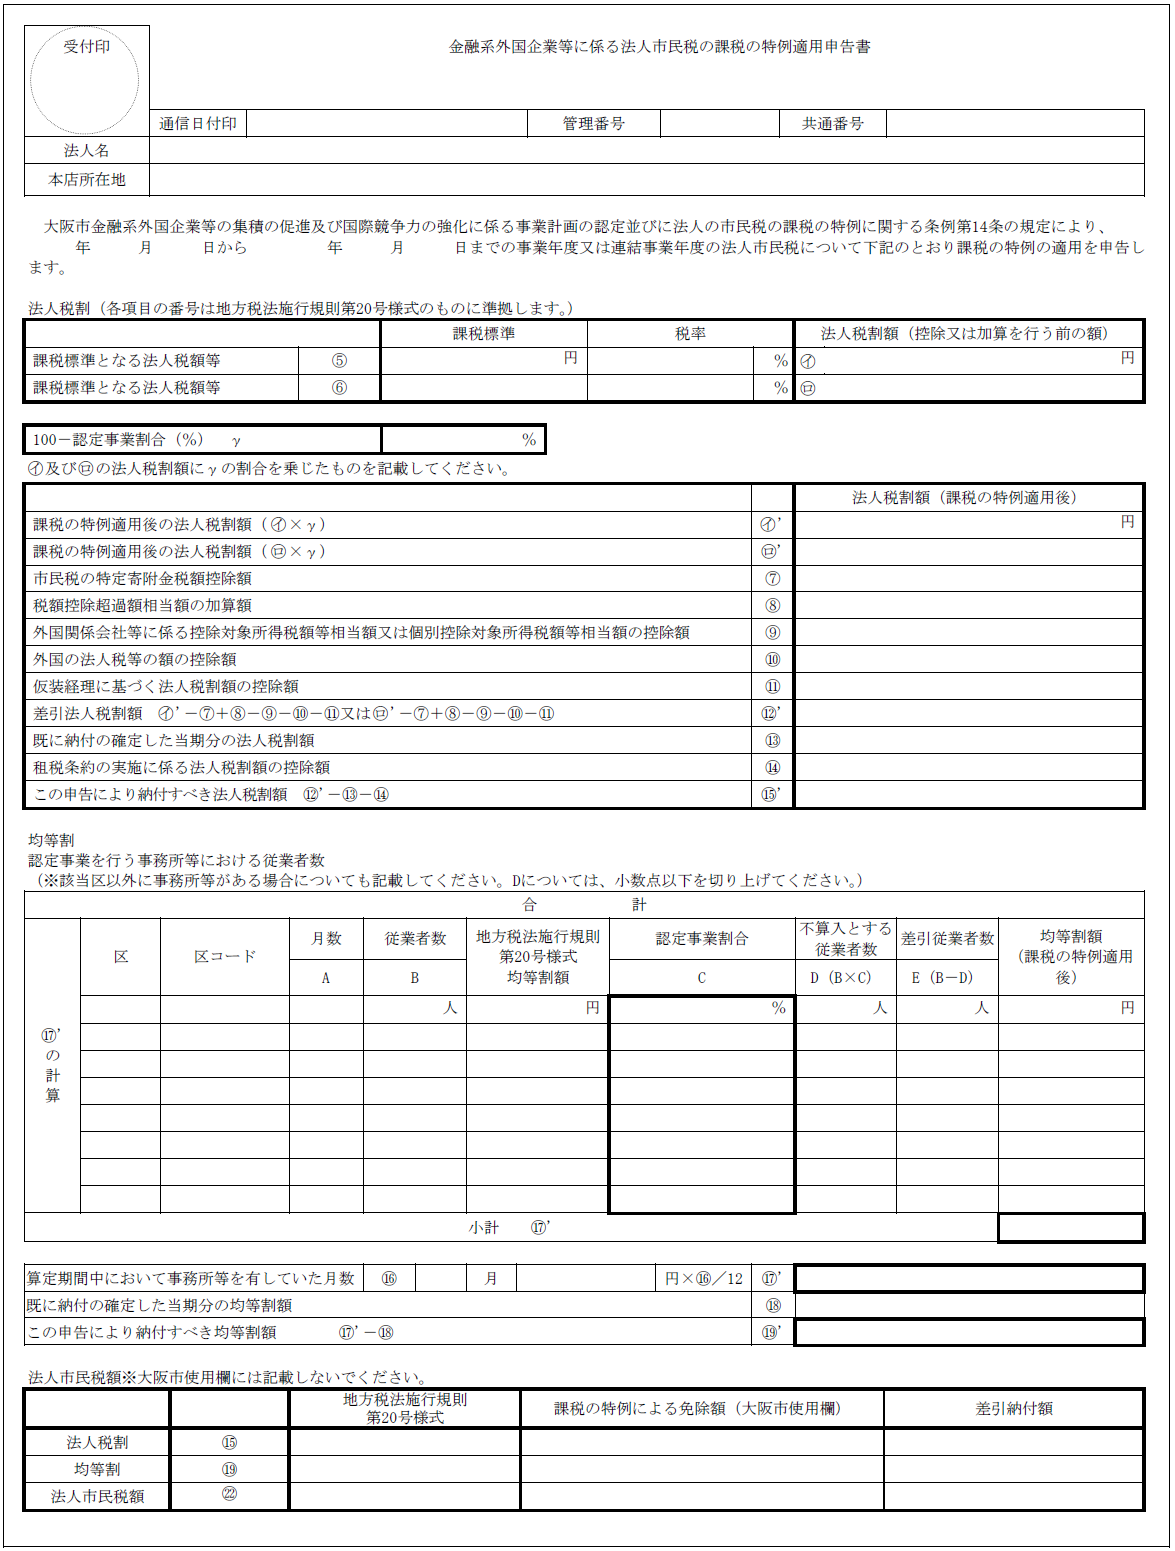 受付印
金融系外国企業等に係る法人市民税の課税の特例適用申告書
通信日付印 管理番号 共通番号
法人名
本店所在地
大阪市金融系外国企業等の集積の促進及び国際競争力の強化に係る事業計画の認定並びに法人の市民税の課税の特例に関する条例第14条の規定により、
年 月 日から 年 月 日までの事業年度又は連結事業年度の法人市民税について下記のとおり課税の特例の適用を申告し
ます。
法人税割（各項目の番号は地方税法施行規則第20号様式のものに準拠します。）
課税標準 税率 法人税割額（控除又は加算を行う前の額）
課税標準となる法人税額等 ⑤ 円 % ㋑ 円
課税標準となる法人税額等 ⑥ % ㋺
100－認定事業割合（%） γ %
㋑及び㋺の法人税割額にγの割合を乗じたものを記載してください。
法人税割額（課税の特例適用後）
課税の特例適用後の法人税割額（㋑×γ） ㋑’ 円
課税の特例適用後の法人税割額（㋺×γ） ㋺’
市民税の特定寄附金税額控除額 ⑦
税額控除超過額相当額の加算額 ⑧
外国関係会社等に係る控除対象所得税額等相当額又は個別控除対象所得税額等相当額の控除額 ⑨
外国の法人税等の額の控除額 ⑩
仮装経理に基づく法人税割額の控除額 ⑪
差引法人税割額 ㋑’－⑦＋⑧－⑨－⑩－⑪又は㋺’－⑦＋⑧－⑨－⑩－⑪ ⑫’
既に納付の確定した当期分の法人税割額 ⑬
租税条約の実施に係る法人税割額の控除額 ⑭
この申告により納付すべき法人税割額 ⑫’－⑬－⑭ ⑮’
均等割
認定事業を行う事務所等における従業者数
（※該当区以外に事務所等がある場合についても記載してください。Dについては、小数点以下を切り上げてください。）
合 計
区 区コード 月数 従業者数 地方税法施行規則 第20号様式 均等割額 認定事業割合 不算入とする 従業者数 差引従業者数 均等割額 （課税の特例適用 後）
A B C D（B×C） E（B－D）
人 円 % 人 人 円
⑰’
の
計
算
小計 ⑰’
算定期間中において事務所等を有していた月数 ⑯ 月 円×⑯／12 ⑰’
既に納付の確定した当期分の均等割額 ⑱
この申告により納付すべき均等割額 ⑰’－⑱ ⑲’
法人市民税額※大阪市使用欄には記載しないでください。
地方税法施行規則 第20号様式 課税の特例による免除額（大阪市使用欄） 差引納付額
法人税割 ⑮
均等割 ⑲
法人市民税額 ㉒